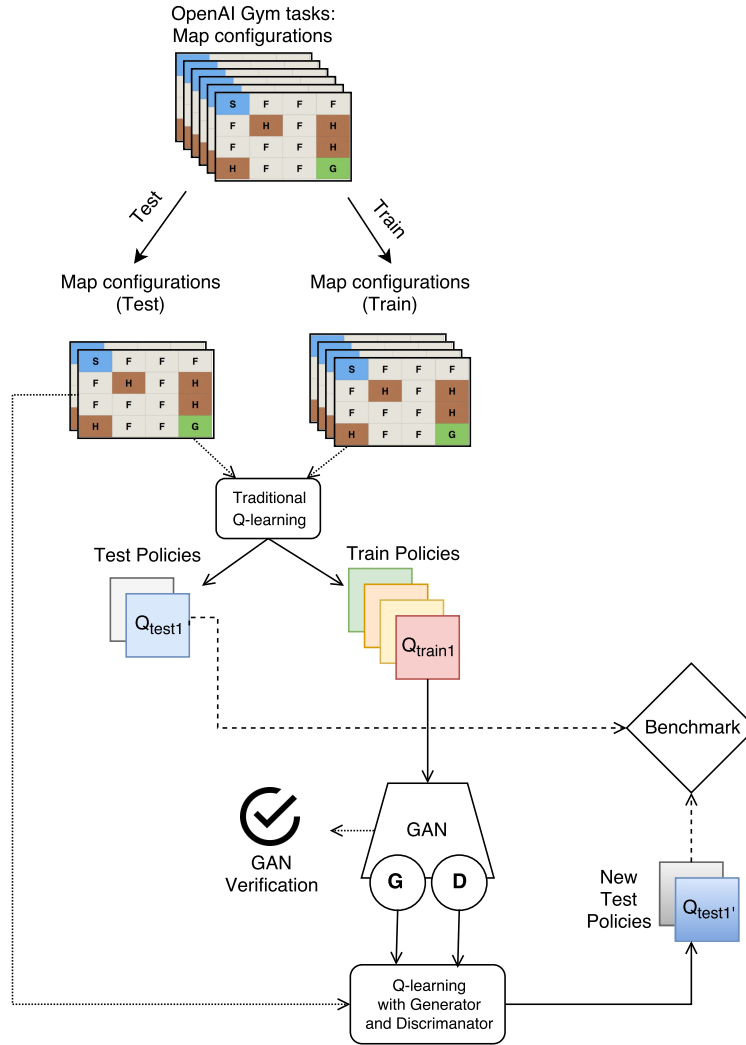 OpenAI Gym tasks:
Map configurations
S F F F
F H F H
F F F H
H F F G
Test
Train
Map configurations
(Test)
Map configurations
(Train)
S F F F
F H F H
F F F H
H F F G
S F F F
F H F H
F F F H
H F F G
Traditional
Q-learning
Test Policies
Train Policies
Qtest1
Qtrain1
Benchmark
GAN
GAN
Verification
G
D
New
Test
Policies
Qtest1'
Q-learning
with Generator
and Discrimanator